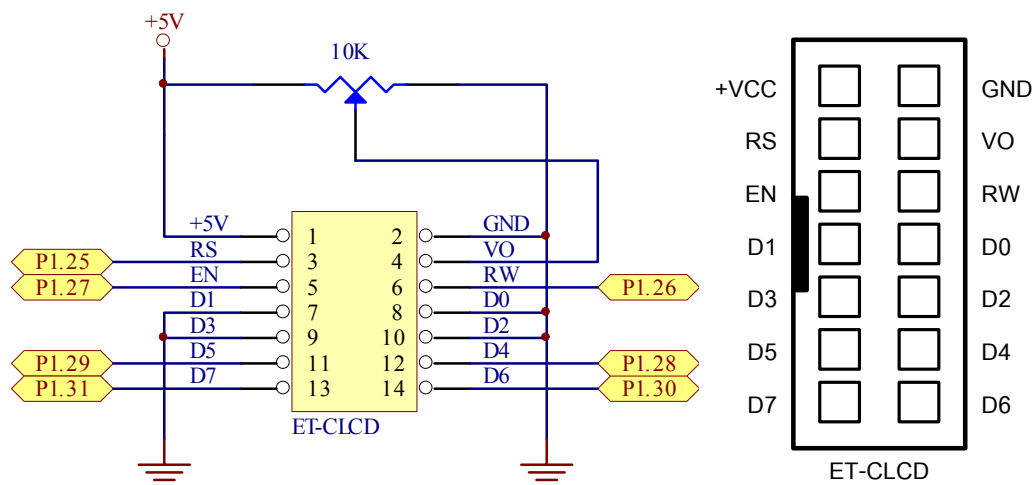 +5V
10K
+5V 1 2 GND
P1.25 RS 3 4 VO
P1.27 EN 5 6 RW P1.26
D1 7 8 D0
D3 9 10 D2
P1.29 D5 11 12 D4 P1.28
P1.31 D7 13 14 D6 P1.30
ET-CLCD
+VCC GND
RS VO
EN RW
D1 D0
D3 D2
D5 D4
D7 D6
ET-CLCD